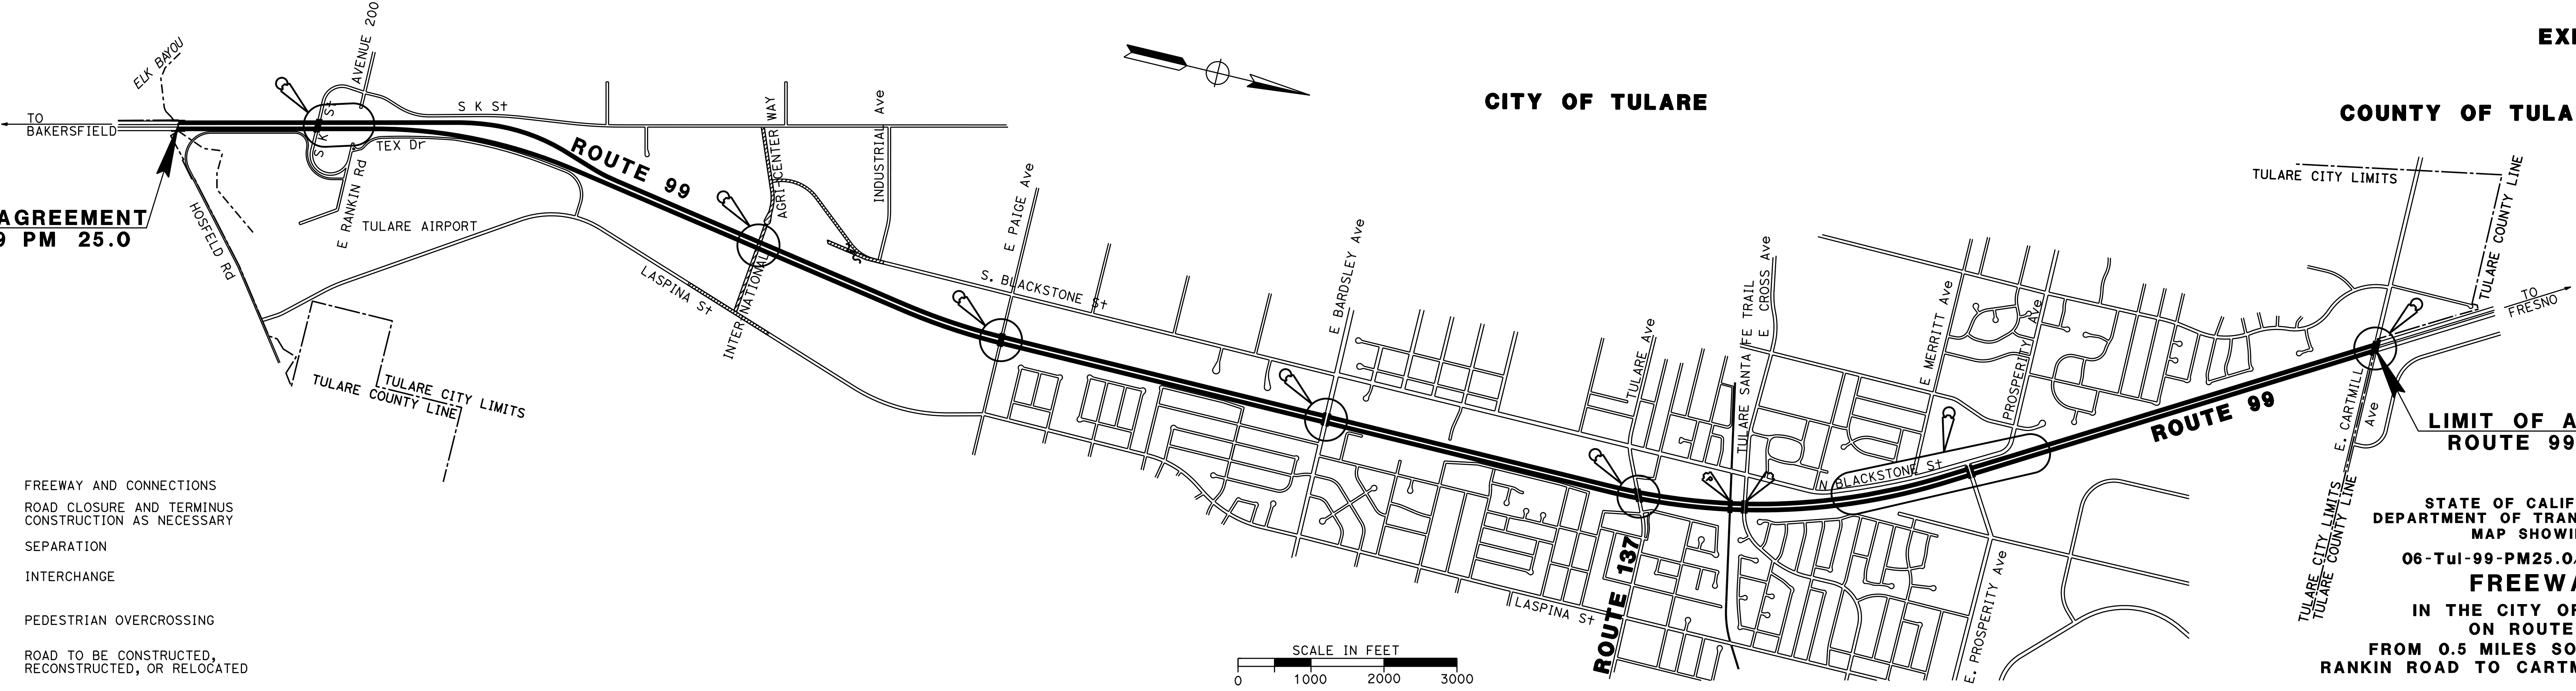 EXI
CITY OF TULARE
COUNTY OF TULA
ELK BAYOU
AVENUE 200
TO
BAKERSFIELD
S K St
S K St
TEX Dr
E RANKIN Rd
ROUTE 99
AGRI-CENTER WAY
INDUSTRIAL Ave
AGREEMENT
9 PM 25.0
HOSFELD Rd
TULARE AIRPORT
LASPINA St
INTERNATIONAL
S. BLACKSTONE St
E PAIGE Ave
E BARDSLEY Ave
TULARE Ave
TULARE SANTA FE TRAIL
E CROSS Ave
E MERRITT Ave
PROSPERITY Ave
TULARE CITY LIMITS
TULARE COUNTY LINE
TO
FRESNO
TULARE CITY LIMITS
TULARE COUNTY LINE
N BLACKSTONE St
ROUTE 99
E. CARTMILL Ave
LIMIT OF A
ROUTE 99
TULARE CITY LIMITS
TULARE COUNTY LINE
FREEWAY AND CONNECTIONS
ROAD CLOSURE AND TERMINUS
CONSTRUCTION AS NECESSARY
SEPARATION
INTERCHANGE
PEDESTRIAN OVERCROSSING
ROAD TO BE CONSTRUCTED,
RECONSTRUCTED, OR RELOCATED
LASPINA St
ROUTE 137
E. PROSPERITY Ave
SCALE IN FEET
0 1000 2000 3000
STATE OF CALIF
DEPARTMENT OF TRAN
MAP SHOWI
06-Tul-99-PM25.0
FREEWA
IN THE CITY OF
ON ROUTE
FROM 0.5 MILES SO
RANKIN ROAD TO CARTM